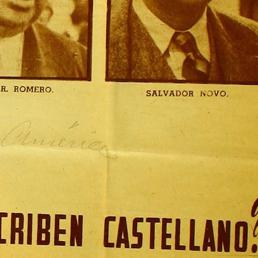 R. ROMERO.
SALVADOR NOVO.
América
CRIBEN CASTELLANO?